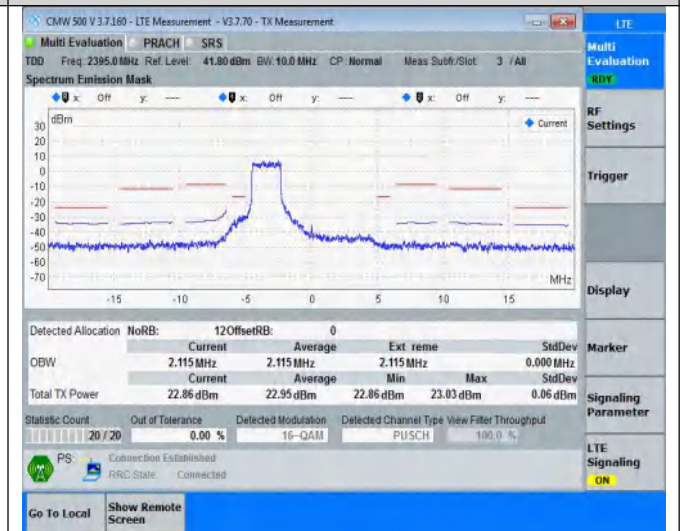 CMW 500 V 3.7.160 - LTE Measurement - V3.7.70 - TX Measurement
LTE
Multi Evaluation PRACH SRS
Multi Evaluation
RDY
TDD Freq: 2395.0 MHz Ref. Level: 41.80 dBm BW: 10.0 MHz CP: Normal Meas Subfr./Slot: 3 / All
Spectrum Emission Mask
x: Off y: --- x: Off y: --- x: Off y: ---
dBm
Current
30
20
10
0
-10
-20
-30
-40
-50
-60
-70
MHz
-15 -10 -5 0 5 10 15
RF Settings
Trigger
Display
Marker
Signaling Parameter
LTE Signaling
ON
Detected Allocation NoRB: 12 OffsetRB: 0
Current Average Ext reme StdDev
OBW 2.115 MHz 2.115 MHz 2.115 MHz 0.000 MHz
Current Average Min Max StdDev
Total TX Power 22.86 dBm 22.95 dBm 22.86 dBm 23.03 dBm 0.06 dBm
Statistic Count Out of Tolerance Detected Modulation Detected Channel Type View Filter Throughput
20 / 20 0.00 % 16-QAM PUSCH 100.0 %
PS: Connection Established
RRC State: Connected
Go To Local Show Remote Screen